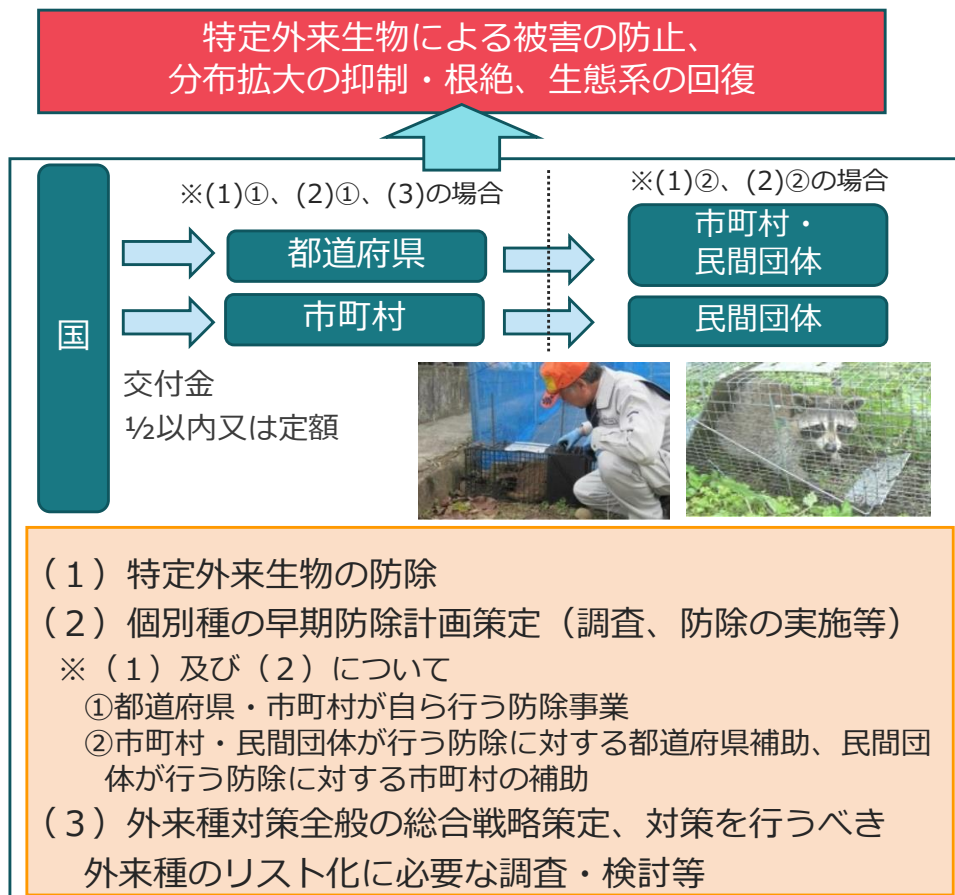 特定外来生物による被害の防止、
分布拡大の抑制・根絶、生態系の回復
※(1)①、(2)①、(3)の場合
※(1)②、(2)②の場合
国
都道府県
市町村・
民間団体
市町村
民間団体
交付金
½以内又は定額
（１）特定外来生物の防除
（２）個別種の早期防除計画策定（調査、防除の実施等）
※（１）及び（２）について
①都道府県・市町村が自ら行う防除事業
②市町村・民間団体が行う防除に対する都道府県補助、民間団
体が行う防除に対する市町村の補助
（３）外来種対策全般の総合戦略策定、対策を行うべき
外来種のリスト化に必要な調査・検討等